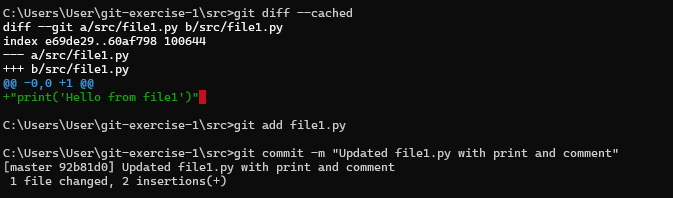 C:\Users\User\git-exercise-1\src>git diff --cached
diff --git a/src/file1.py b/src/file1.py
index e69de29..60af798 100644
--- a/src/file1.py
+++ b/src/file1.py
@@ -0,0 +1 @@
+"print('Hello from file1')"
C:\Users\User\git-exercise-1\src>git add file1.py
C:\Users\User\git-exercise-1\src>git commit -m "Updated file1.py with print and comment"
[master 92b81d0] Updated file1.py with print and comment
 1 file changed, 2 insertions(+)